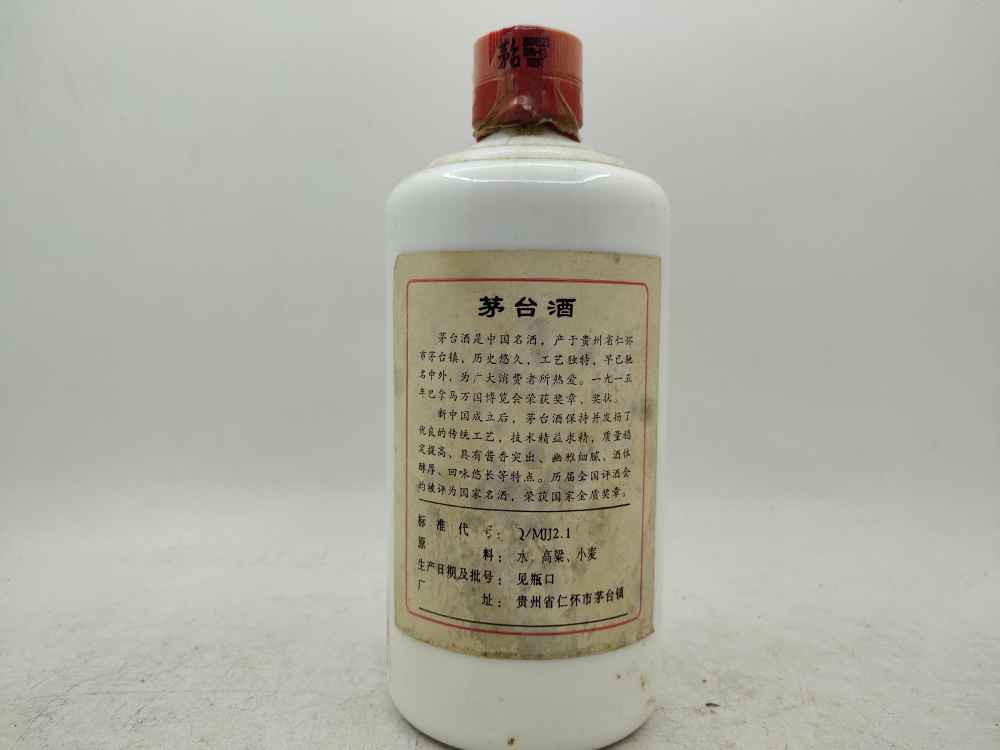 茅台
茅台酒
茅台酒是中国名酒，产于贵州省仁怀
市茅台镇，历史悠久，工艺独特，早已驰
名中外，为广大消费者所热爱。一九一五
年巴拿马万国博览会荣获奖章、奖状。
新中国成立后，茅台酒保持并发扬了
优良的传统工艺，技术精益求精，质量稳
定提高、具有酱香突出、幽雅细腻、酒体
醇厚、回味悠长等特点。历届全国评酒会
约被评为国家名酒，荣获国家金质奖章。
标准代号：Q/MJJ2.1
原料：水、高粱、小麦
生产日期及批号：见瓶口
厂址：贵州省仁怀市茅台镇